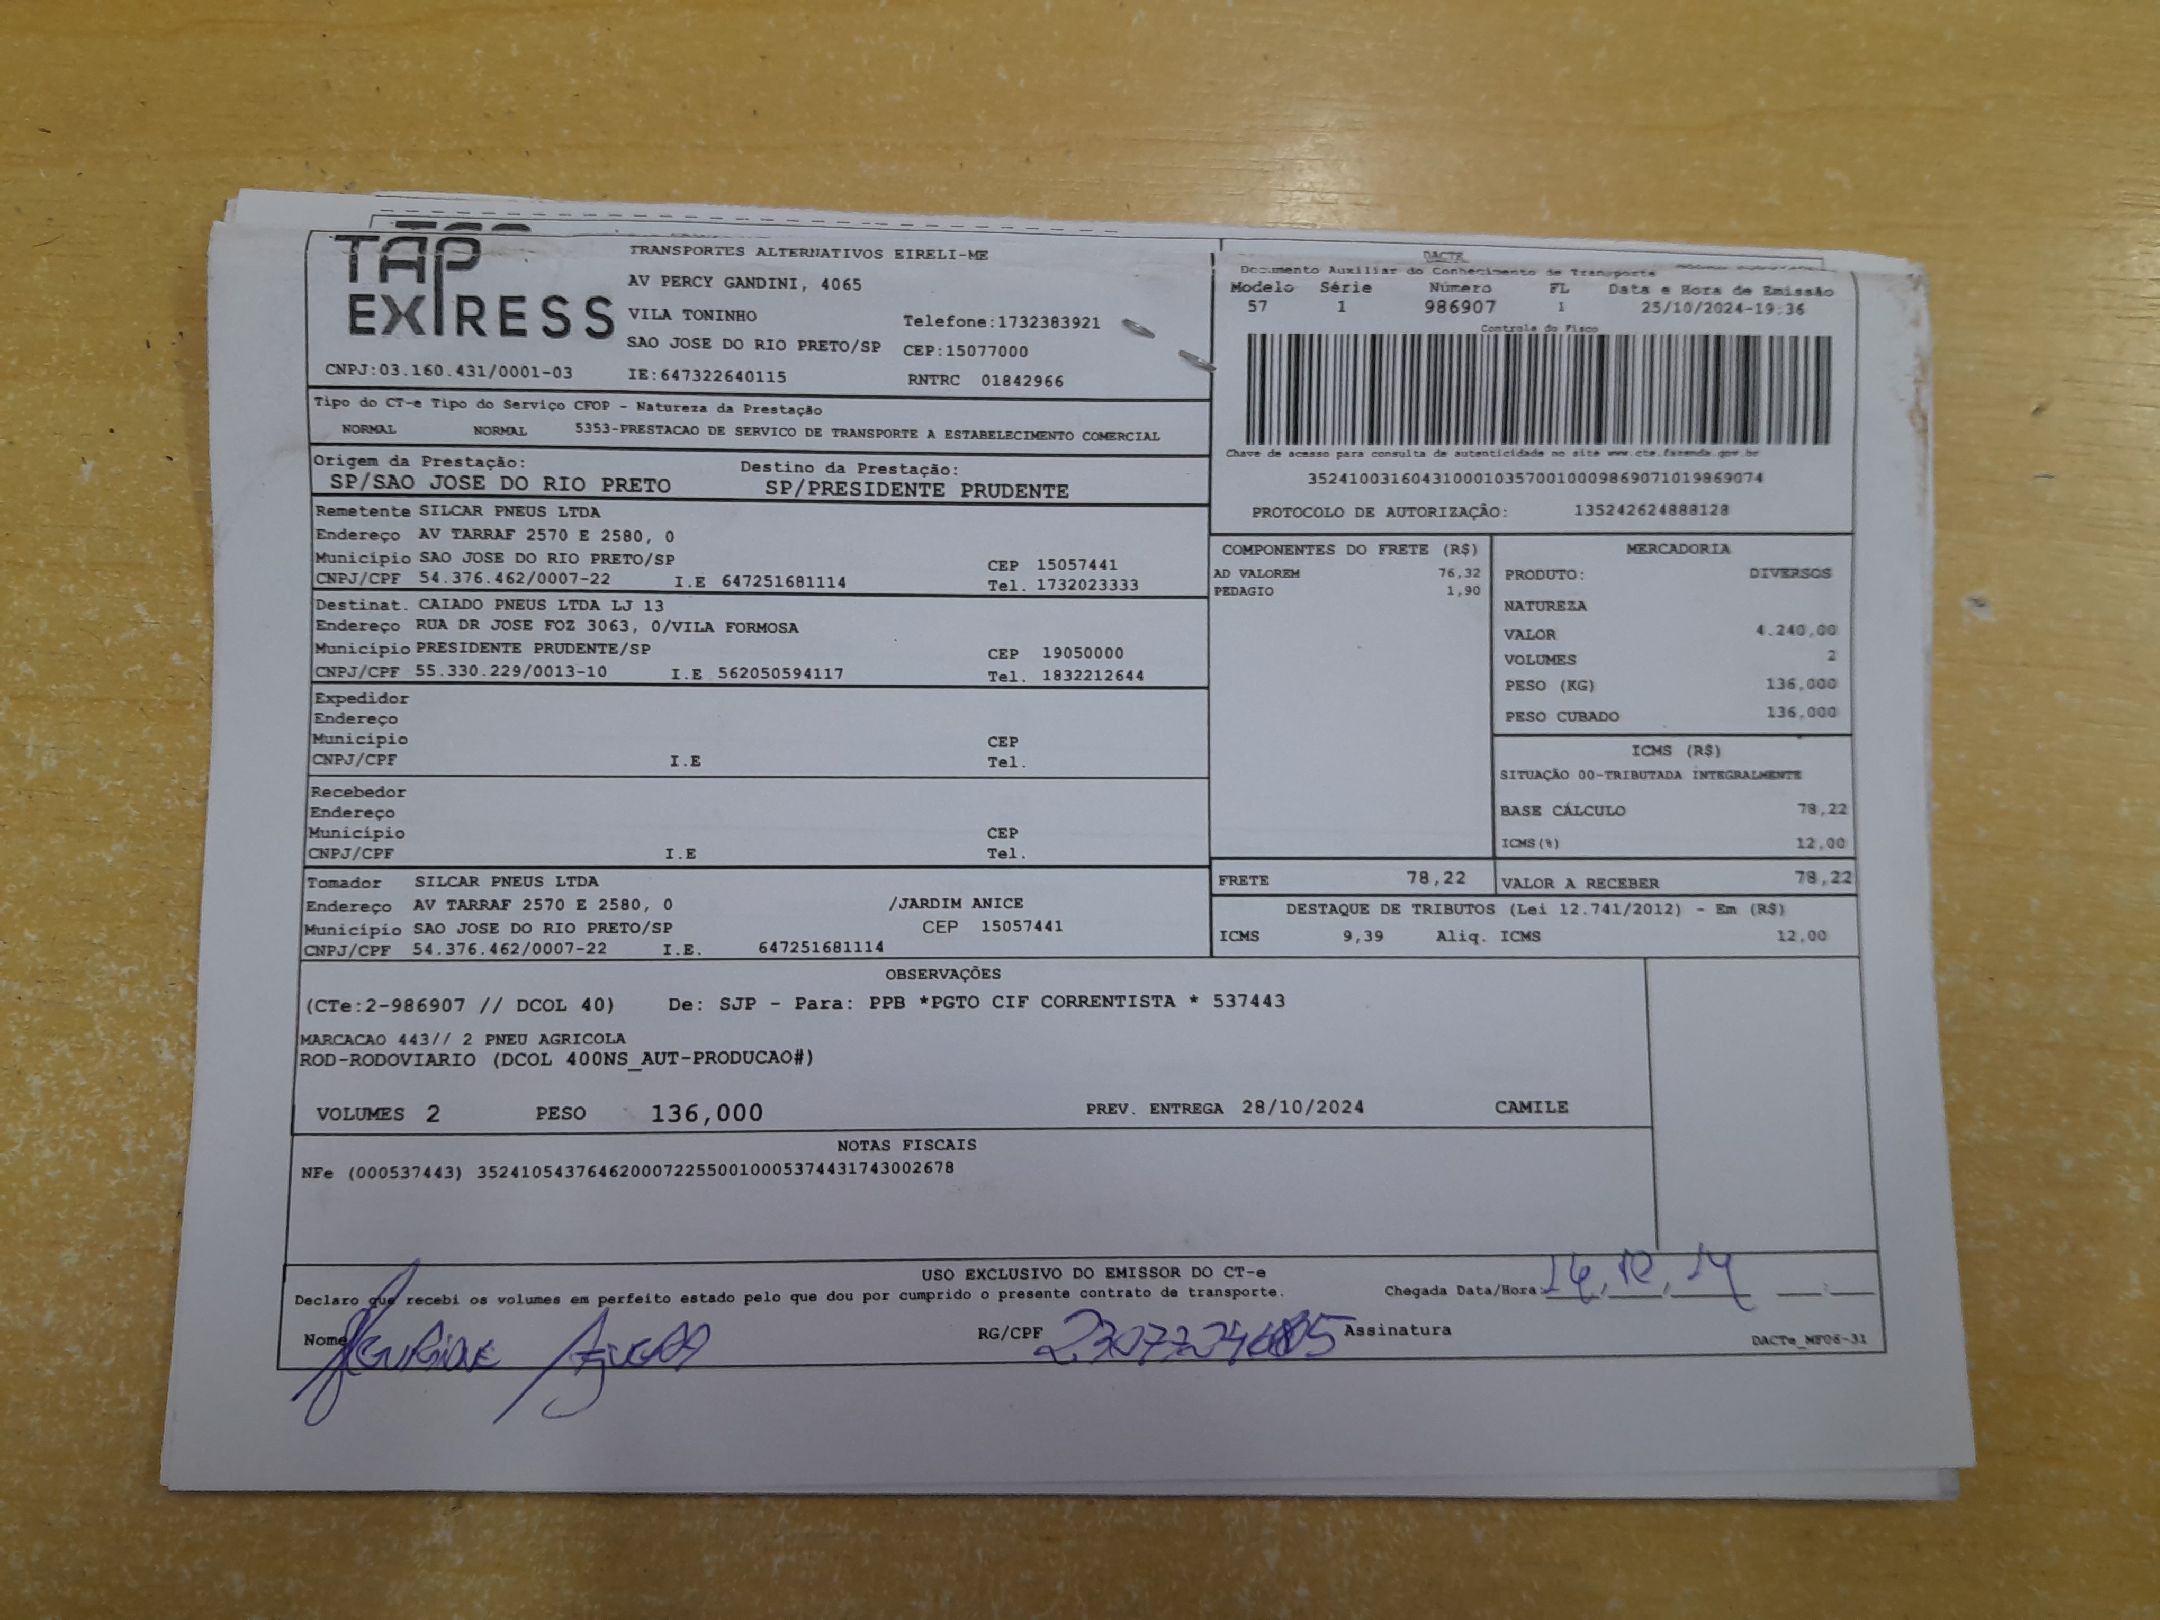 TAP
EXPRESS
TRANSPORTES ALTERNATIVOS EIRELI-ME
AV PERCY GANDINI, 4065
VILA TONINHO
Telefone:1732383921
SAO JOSE DO RIO PRETO/SP CEP:15077000
CNPJ:03.160.431/0001-03 IE:647322640115 RNTRC 01842966
DACTE
Documento Auxiliar do Conhecimento de Transporte
Modelo Série Número FL Data e Hora de Emissão
57 1 986907 1 25/10/2024-19:36
Controle do Fisco
Chave de acesso para consulta de autenticidade no site www.cte.fazenda.gov.br
35241003160431000103570010009869071019869074
PROTOCOLO DE AUTORIZAÇÃO: 135242624888128
Tipo do CT-e Tipo do Serviço CFOP - Natureza da Prestação
NORMAL NORMAL 5353-PRESTACAO DE SERVICO DE TRANSPORTE A ESTABELECIMENTO COMERCIAL
Origem da Prestação: Destino da Prestação:
SP/SAO JOSE DO RIO PRETO SP/PRESIDENTE PRUDENTE
Remetente SILCAR PNEUS LTDA
Endereço AV TARRAF 2570 E 2580, 0
Município SAO JOSE DO RIO PRETO/SP CEP 15057441
CNPJ/CPF 54.376.462/0007-22 I.E 647251681114 Tel. 1732023333
Destinat. CAIADO PNEUS LTDA LJ 13
Endereço RUA DR JOSE FOZ 3063, 0/VILA FORMOSA
Município PRESIDENTE PRUDENTE/SP CEP 19050000
CNPJ/CPF 55.330.229/0013-10 I.E 562050594117 Tel. 1832212644
Expedidor
Endereço
Município CEP
CNPJ/CPF I.E Tel.
Recebedor
Endereço
Município CEP
CNPJ/CPF I.E Tel.
Tomador SILCAR PNEUS LTDA
Endereço AV TARRAF 2570 E 2580, 0 /JARDIM ANICE
Município SAO JOSE DO RIO PRETO/SP CEP 15057441
CNPJ/CPF 54.376.462/0007-22 I.E. 647251681114
COMPONENTES DO FRETE (R$)
AD VALOREM 76,32
PEDAGIO 1,90
MERCADORIA
PRODUTO: DIVERSOS
NATUREZA
VALOR 4.240,00
VOLUMES 2
PESO (KG) 136,000
PESO CUBADO 136,000
ICMS (R$)
SITUAÇÃO 00-TRIBUTADA INTEGRALMENTE
BASE CÁLCULO 78,22
ICMS(%) 12,00
FRETE 78,22 VALOR A RECEBER 78,22
DESTAQUE DE TRIBUTOS (Lei 12.741/2012) - Em (R$)
ICMS 9,39 Aliq. ICMS 12,00
OBSERVAÇÕES
(CTe:2-986907 // DCOL 40) De: SJP - Para: PPB *PGTO CIF CORRENTISTA * 537443
MARCACAO 443// 2 PNEU AGRICOLA
ROD-RODOVIARIO (DCOL 400NS_AUT-PRODUCAO#)
VOLUMES 2 PESO 136,000 PREV. ENTREGA 28/10/2024 CAMILE
NOTAS FISCAIS
NFe (000537443) 35241054376462000722550010005374431743002678
USO EXCLUSIVO DO EMISSOR DO CT-e
Declaro que recebi os volumes em perfeito estado pelo que dou por cumprido o presente contrato de transporte. Chegada Data/Hora:
Nome RG/CPF Assinatura DACTe_MF06-31